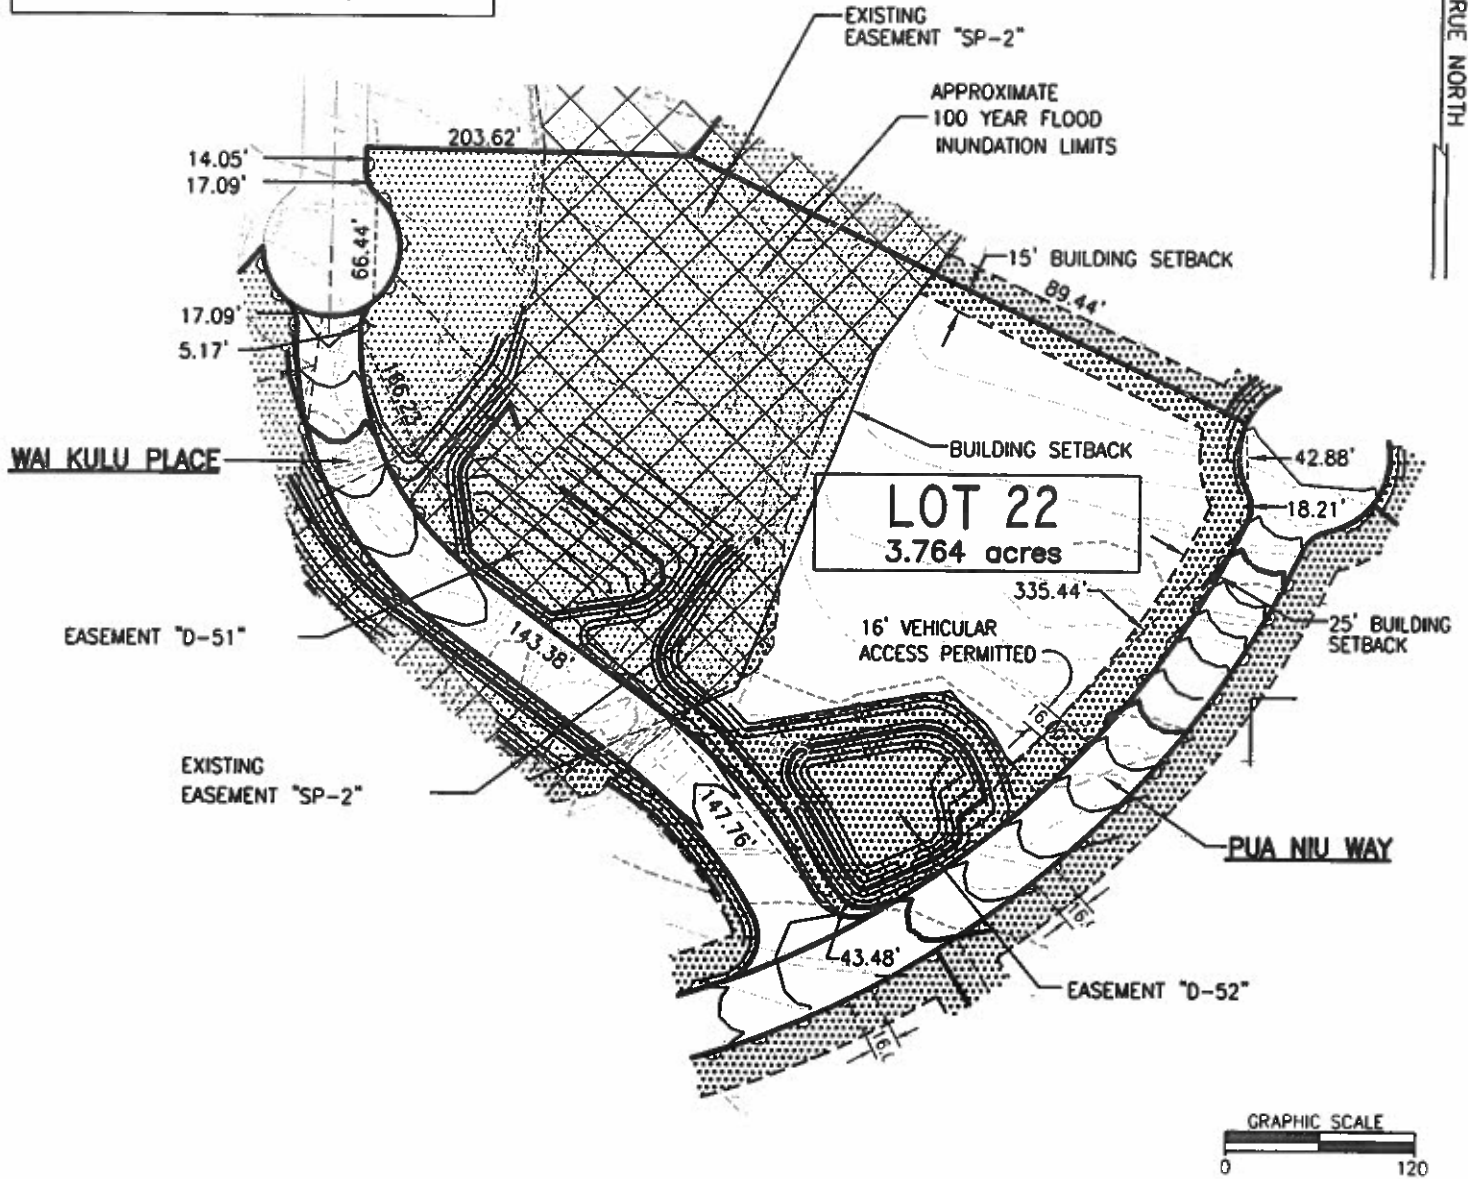 EXISTING
EASEMENT "SP-2"
RUE NORTH
APPROXIMATE
100 YEAR FLOOD
INUNDATION LIMITS
203.62'
14.05'
17.09'
66.44'
15' BUILDING SETBACK
89.44'
17.09'
5.17'
186.23'
WAI KULU PLACE
BUILDING SETBACK
42.88'
LOT 22
3.764 acres
18.21'
335.44'
EASEMENT "D-51"
143.38'
16' VEHICULAR
ACCESS PERMITTED
25' BUILDING
SETBACK
EXISTING
EASEMENT "SP-2"
147.76'
PUA NIU WAY
43.48'
EASEMENT "D-52"
GRAPHIC SCALE
0
120